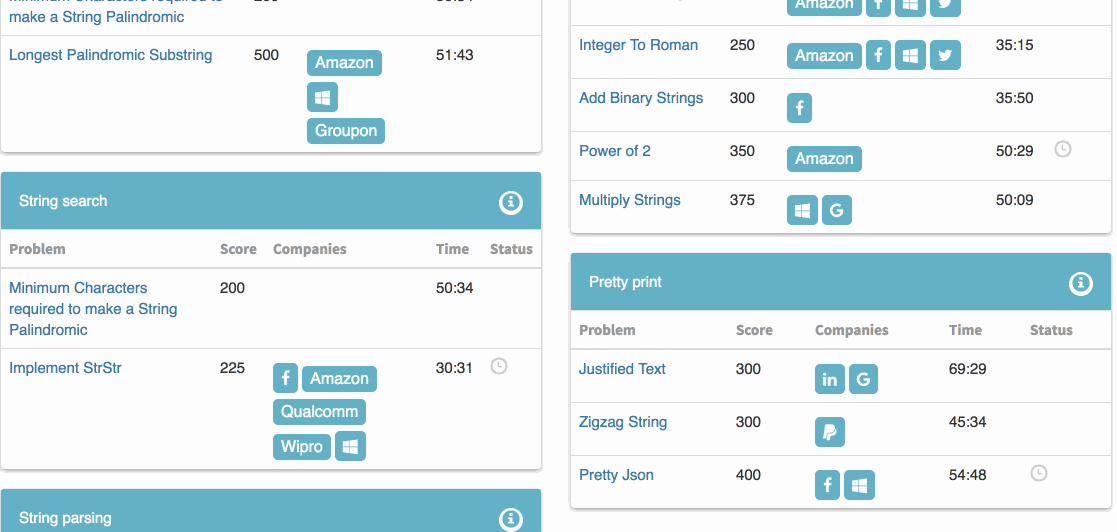 make a String Palindromic
Longest Palindromic Substring 500 Amazon 51:43
Groupon
String search
Problem Score Companies Time Status
Minimum Characters 200 50:34
required to make a String
Palindromic
Implement StrStr 225 Amazon 30:31
Qualcomm
Wipro
String parsing
Amazon
Integer To Roman 250 Amazon 35:15
Add Binary Strings 300 35:50
Power of 2 350 Amazon 50:29
Multiply Strings 375 50:09
Pretty print
Problem Score Companies Time Status
Justified Text 300 in G 69:29
Zigzag String 300 45:34
Pretty Json 400 54:48